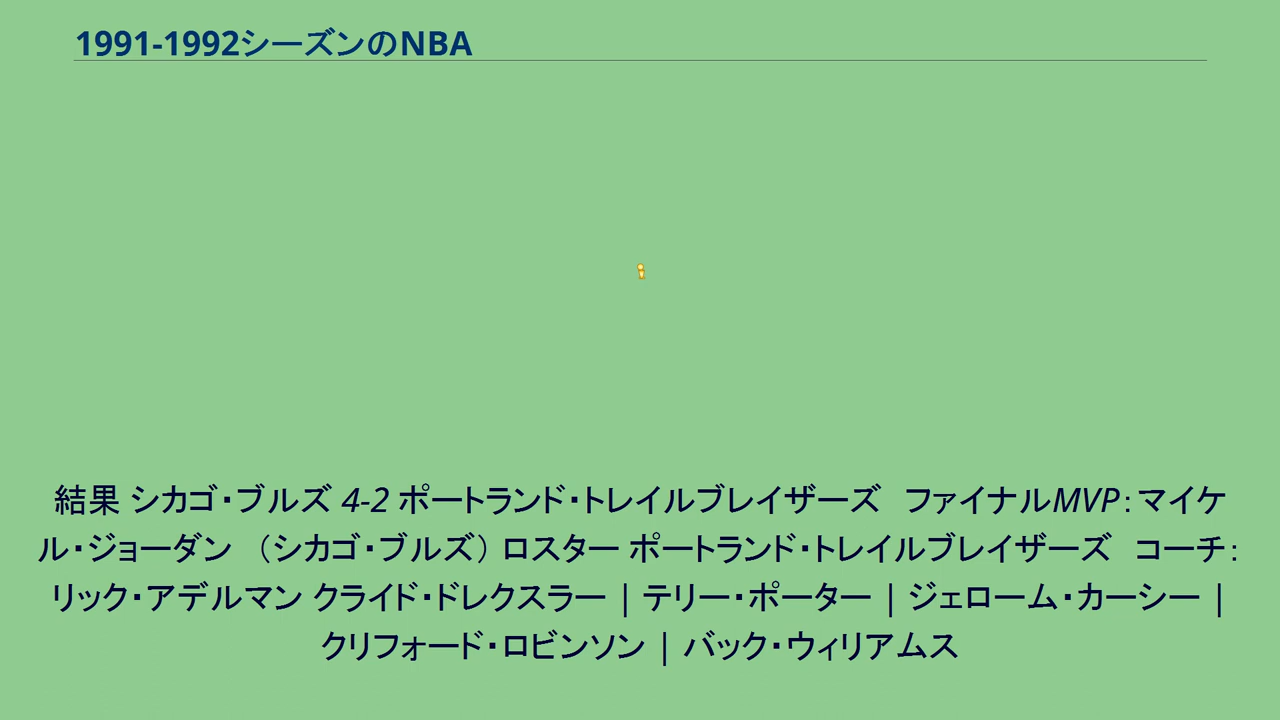 1991-1992シーズンのNBA
結果 シカゴ・ブルズ 4-2 ポートランド・トレイルブレイザーズ　ファイナルMVP：マイケ
ル・ジョーダン　（シカゴ・ブルズ） ロスター ポートランド・トレイルブレイザーズ　コーチ：
リック・アデルマン クライド・ドレクスラー | テリー・ポーター | ジェローム・カーシー |
クリフォード・ロビンソン | バック・ウィリアムス